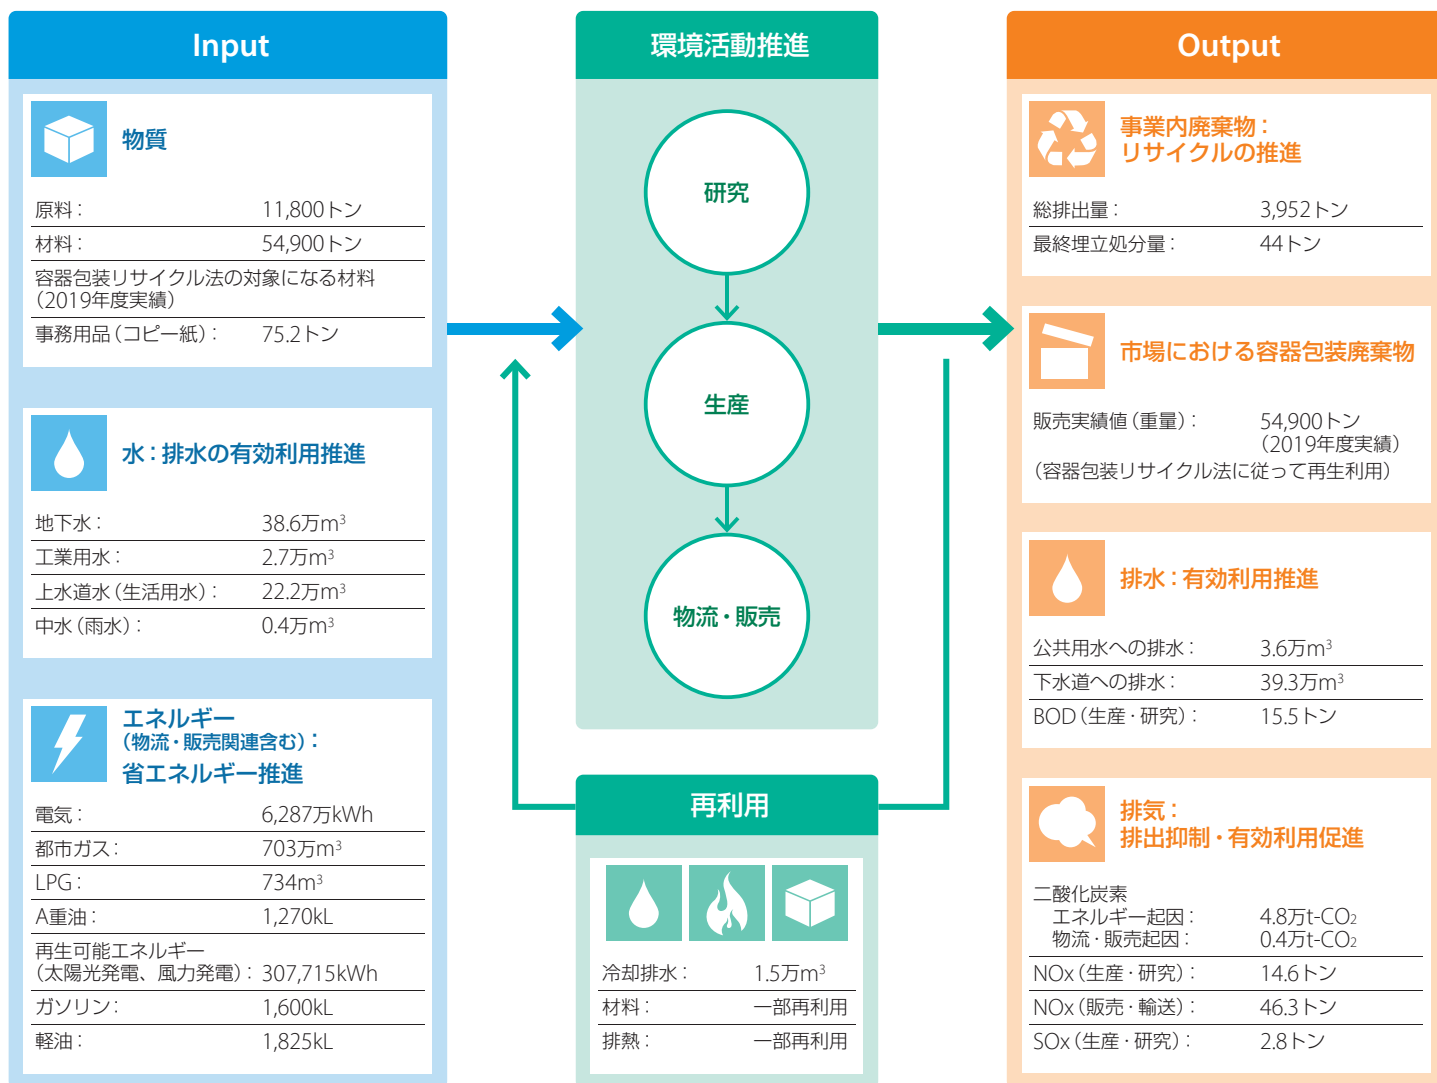 Input
物質
原料： 11,800トン
材料： 54,900トン
容器包装リサイクル法の対象になる材料
（2019年度実績）
事務用品（コピー紙）： 75.2トン
水：排水の有効利用推進
地下水： 38.6万m³
工業用水： 2.7万m³
上水道水（生活用水）： 22.2万m³
中水（雨水）： 0.4万m³
エネルギー
（物流・販売関連含む）：
省エネルギー推進
電気： 6,287万kWh
都市ガス： 703万m³
LPG： 734m³
A重油： 1,270kL
再生可能エネルギー
（太陽光発電、風力発電）： 307,715kWh
ガソリン： 1,600kL
軽油： 1,825kL
環境活動推進
研究
生産
物流・販売
再利用
冷却排水： 1.5万m³
材料： 一部再利用
排熱： 一部再利用
Output
事業内廃棄物：
リサイクルの推進
総排出量： 3,952トン
最終埋立処分量： 44トン
市場における容器包装廃棄物
販売実績値（重量）： 54,900トン
（2019年度実績）
（容器包装リサイクル法に従って再生利用）
排水：有効利用推進
公共用水への排水： 3.6万m³
下水道への排水： 39.3万m³
BOD（生産・研究）： 15.5トン
排気：
排出抑制・有効利用促進
二酸化炭素
エネルギー起因： 4.8万t-CO₂
物流・販売起因： 0.4万t-CO₂
NOx（生産・研究）： 14.6トン
NOx（販売・輸送）： 46.3トン
SOx（生産・研究）： 2.8トン